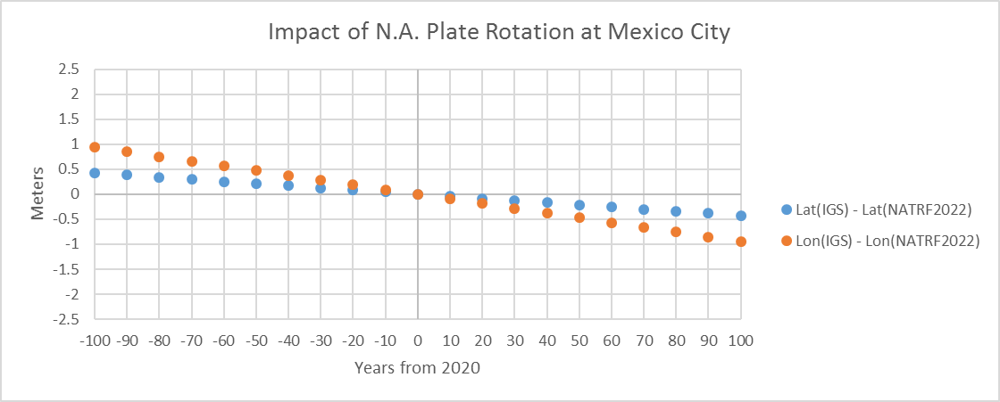 Impact of N.A. Plate Rotation at Mexico City
2.5
2
1.5
1
0.5
0
-0.5
-1
-1.5
-2
-2.5
Meters
-100 -90 -80 -70 -60 -50 -40 -30 -20 -10 0 10 20 30 40 50 60 70 80 90 100
Years from 2020
Lat(IGS) - Lat(NATRF2022)
Lon(IGS) - Lon(NATRF2022)